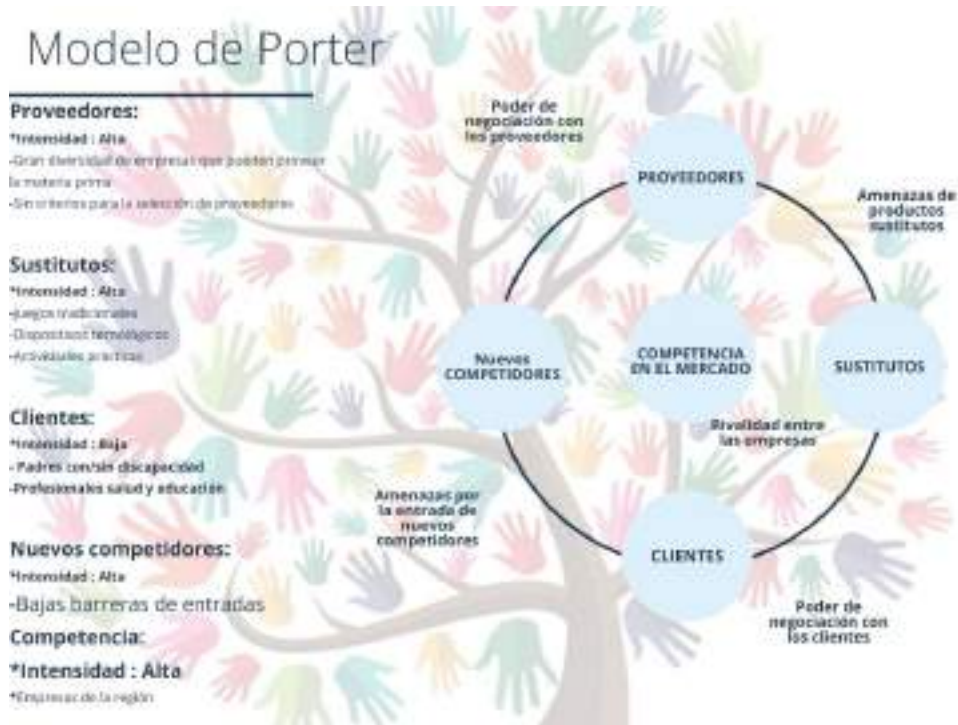 Modelo de Porter
Proveedores:
*Intensidad : Alta
-Gran diversidad de empresas que pueden proveer
la materia prima
-Sin criterios para la selección de proveedores
Sustitutos:
*Intensidad : Alta
-Juegos tradicionales
-Dispositivos tecnológicos
-Actividades practicas
Clientes:
*Intensidad : Baja
- Padres con/sin discapacidad
-Profesionales salud y educación
Nuevos competidores:
*Intensidad : Alta
-Bajas barreras de entradas
Competencia:
*Intensidad : Alta
*Empresas de la región
Poder de
negociación con
los proveedores
PROVEEDORES
Amenazas de
productos
sustitutos
Nuevos
COMPETIDORES
COMPETENCIA
EN EL MERCADO
SUSTITUTOS
Rivalidad entre
las empresas
Amenazas por
la entrada de
nuevos
competidores
CLIENTES
Poder de
negociación con
los clientes